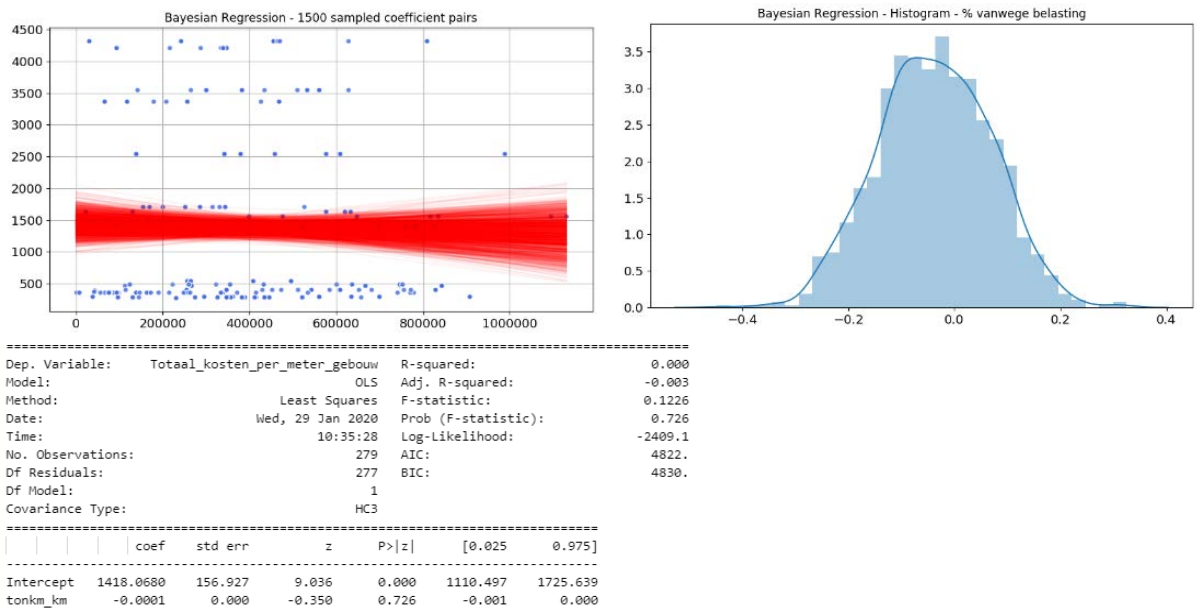 Bayesian Regression - 1500 sampled coefficient pairs
4500
4000
3500
3000
2500
2000
1500
1000
500
0 200000 400000 600000 800000 1000000
Bayesian Regression - Histogram - % vanwege belasting
3.5
3.0
2.5
2.0
1.5
1.0
0.5
0.0
−0.4 −0.2 0.0 0.2 0.4
Dep. Variable: Totaal_kosten_per_meter_gebouw R-squared: 0.000
Model: OLS Adj. R-squared: -0.003
Method: Least Squares F-statistic: 0.1226
Date: Wed, 29 Jan 2020 Prob (F-statistic): 0.726
Time: 10:35:28 Log-Likelihood: -2409.1
No. Observations: 279 AIC: 4822.
Df Residuals: 277 BIC: 4830.
Df Model: 1
Covariance Type: HC3
coef std err z P>|z| [0.025 0.975]
Intercept 1418.0680 156.927 9.036 0.000 1110.497 1725.639
tonkm_km -0.0001 0.000 -0.350 0.726 -0.001 0.000